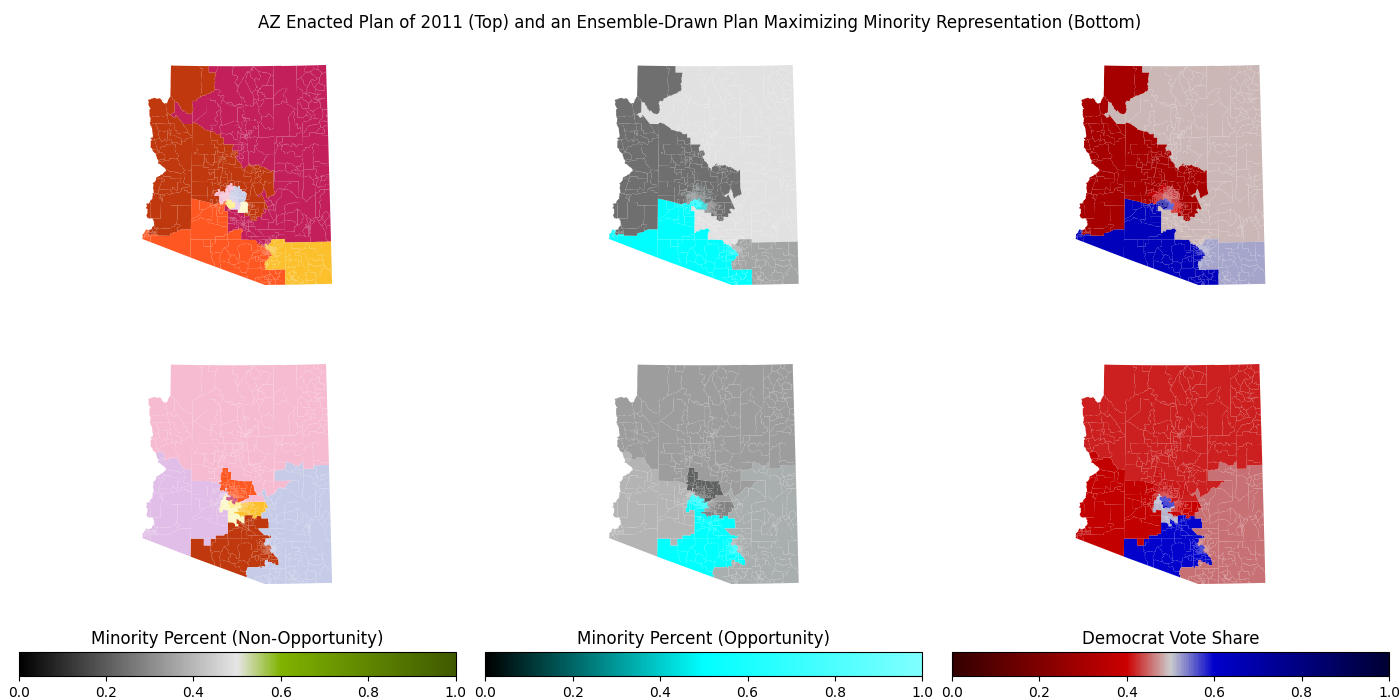 AZ Enacted Plan of 2011 (Top) and an Ensemble-Drawn Plan Maximizing Minority Representation (Bottom)
Minority Percent (Non-Opportunity)
0.0 0.2 0.4 0.6 0.8 1.0
Minority Percent (Opportunity)
0.0 0.2 0.4 0.6 0.8 1.0
Democrat Vote Share
0.0 0.2 0.4 0.6 0.8 1.0